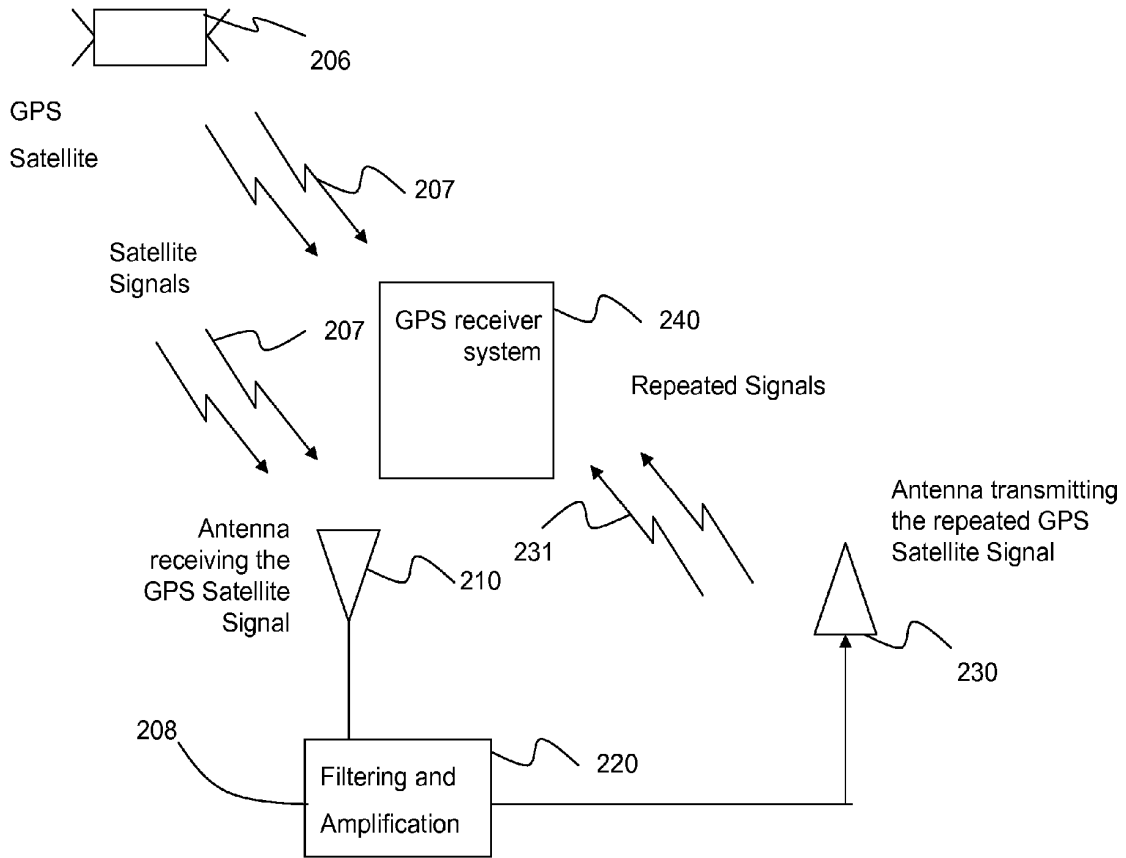 206
GPS
Satellite
207
Satellite
Signals
207
GPS receiver
system
240
Repeated Signals
Antenna transmitting
the repeated GPS
Satellite Signal
Antenna
receiving the
GPS Satellite
Signal
210
231
230
208
Filtering and
Amplification
220